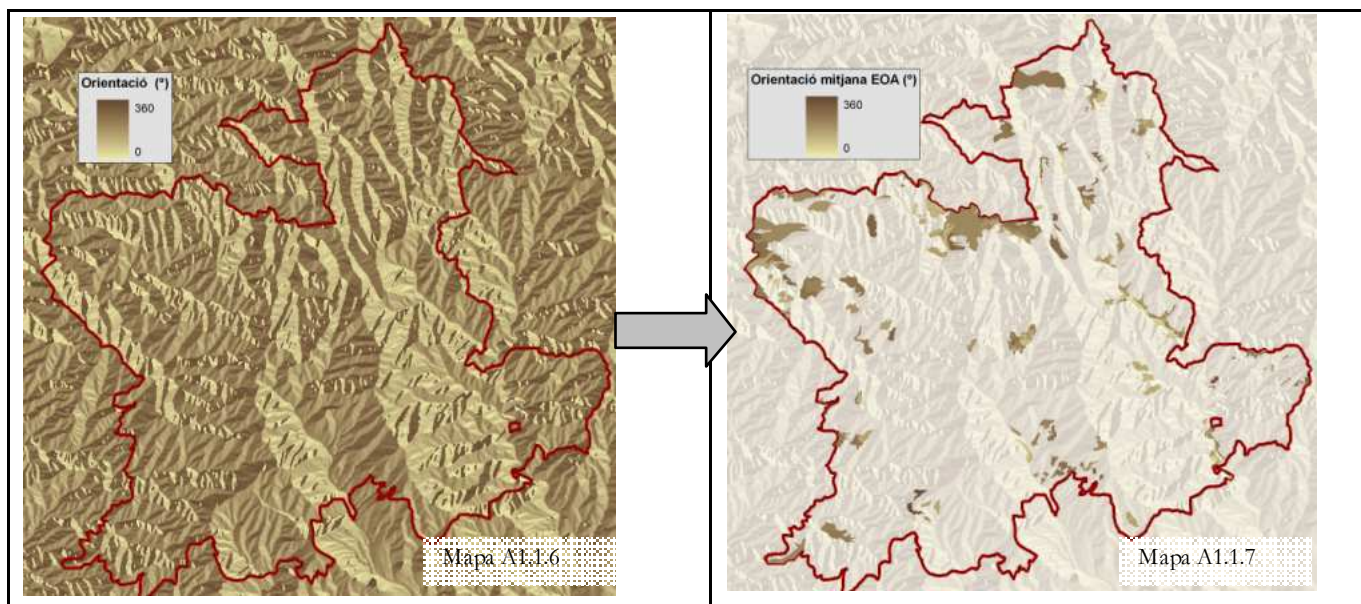 Orientació (°)
360
0
Mapa A1.1.6
Orientació mitjana EOA (°)
360
0
Mapa A1.1.7